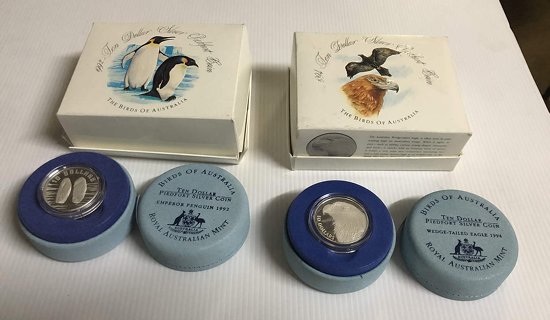 1992 Ten Dollar Silver Piedfort Coin
THE BIRDS OF AUSTRALIA
1994 Ten Dollar Silver Piedfort Coin
THE BIRDS OF AUSTRALIA
TEN DOLLARS
BIRDS OF AUSTRALIA
TEN DOLLAR
PIEDFORT SILVER COIN
EMPEROR PENGUIN 1992
ROYAL AUSTRALIAN MINT
BIRDS OF AUSTRALIA
TEN DOLLAR
PIEDFORT SILVER COIN
WEDGE-TAILED EAGLE 1994
ROYAL AUSTRALIAN MINT